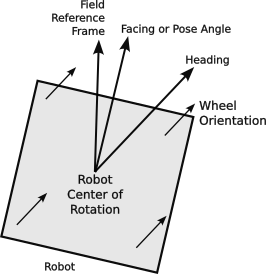 Field
Reference
Frame
Facing or Pose Angle
Heading
Wheel
Orientation
Robot
Center of
Rotation
Robot